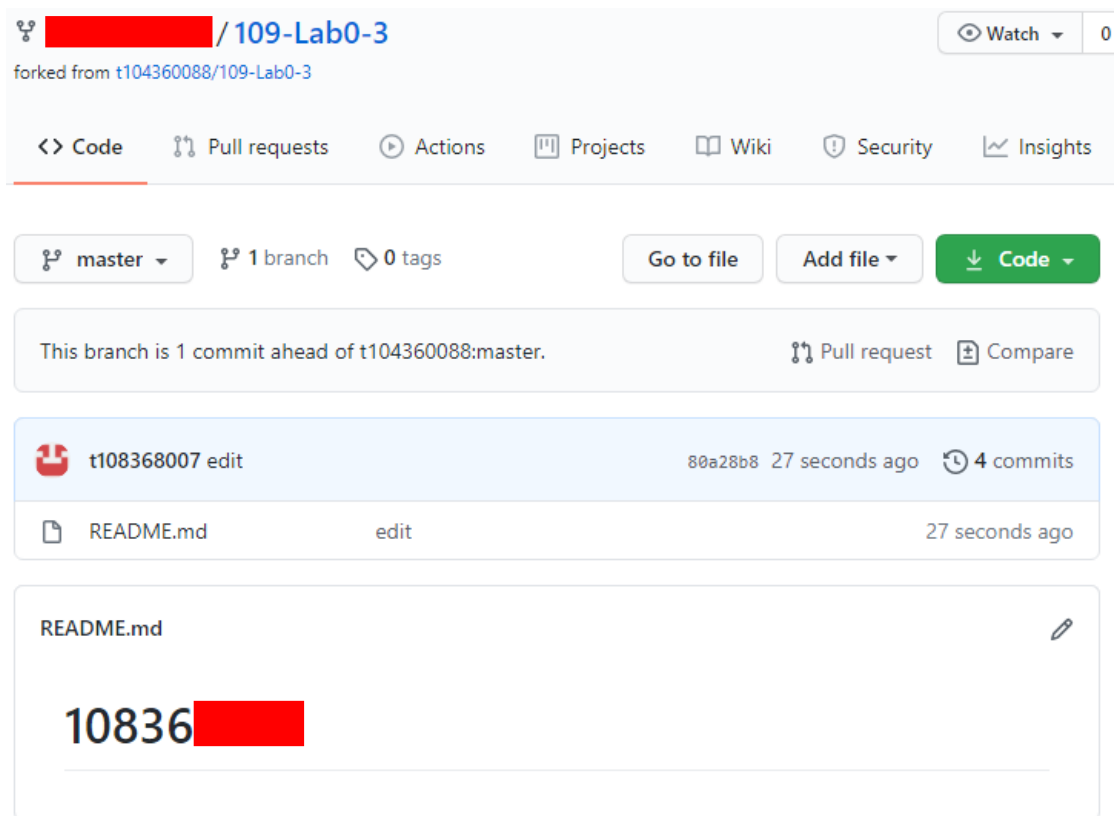 / 109-Lab0-3
Watch 0
forked from t104360088/109-Lab0-3
<> Code Pull requests Actions Projects Wiki Security Insights
master 1 branch 0 tags Go to file Add file Code
This branch is 1 commit ahead of t104360088:master. Pull request Compare
t108368007 edit 80a28b8 27 seconds ago 4 commits
README.md edit 27 seconds ago
README.md
10836